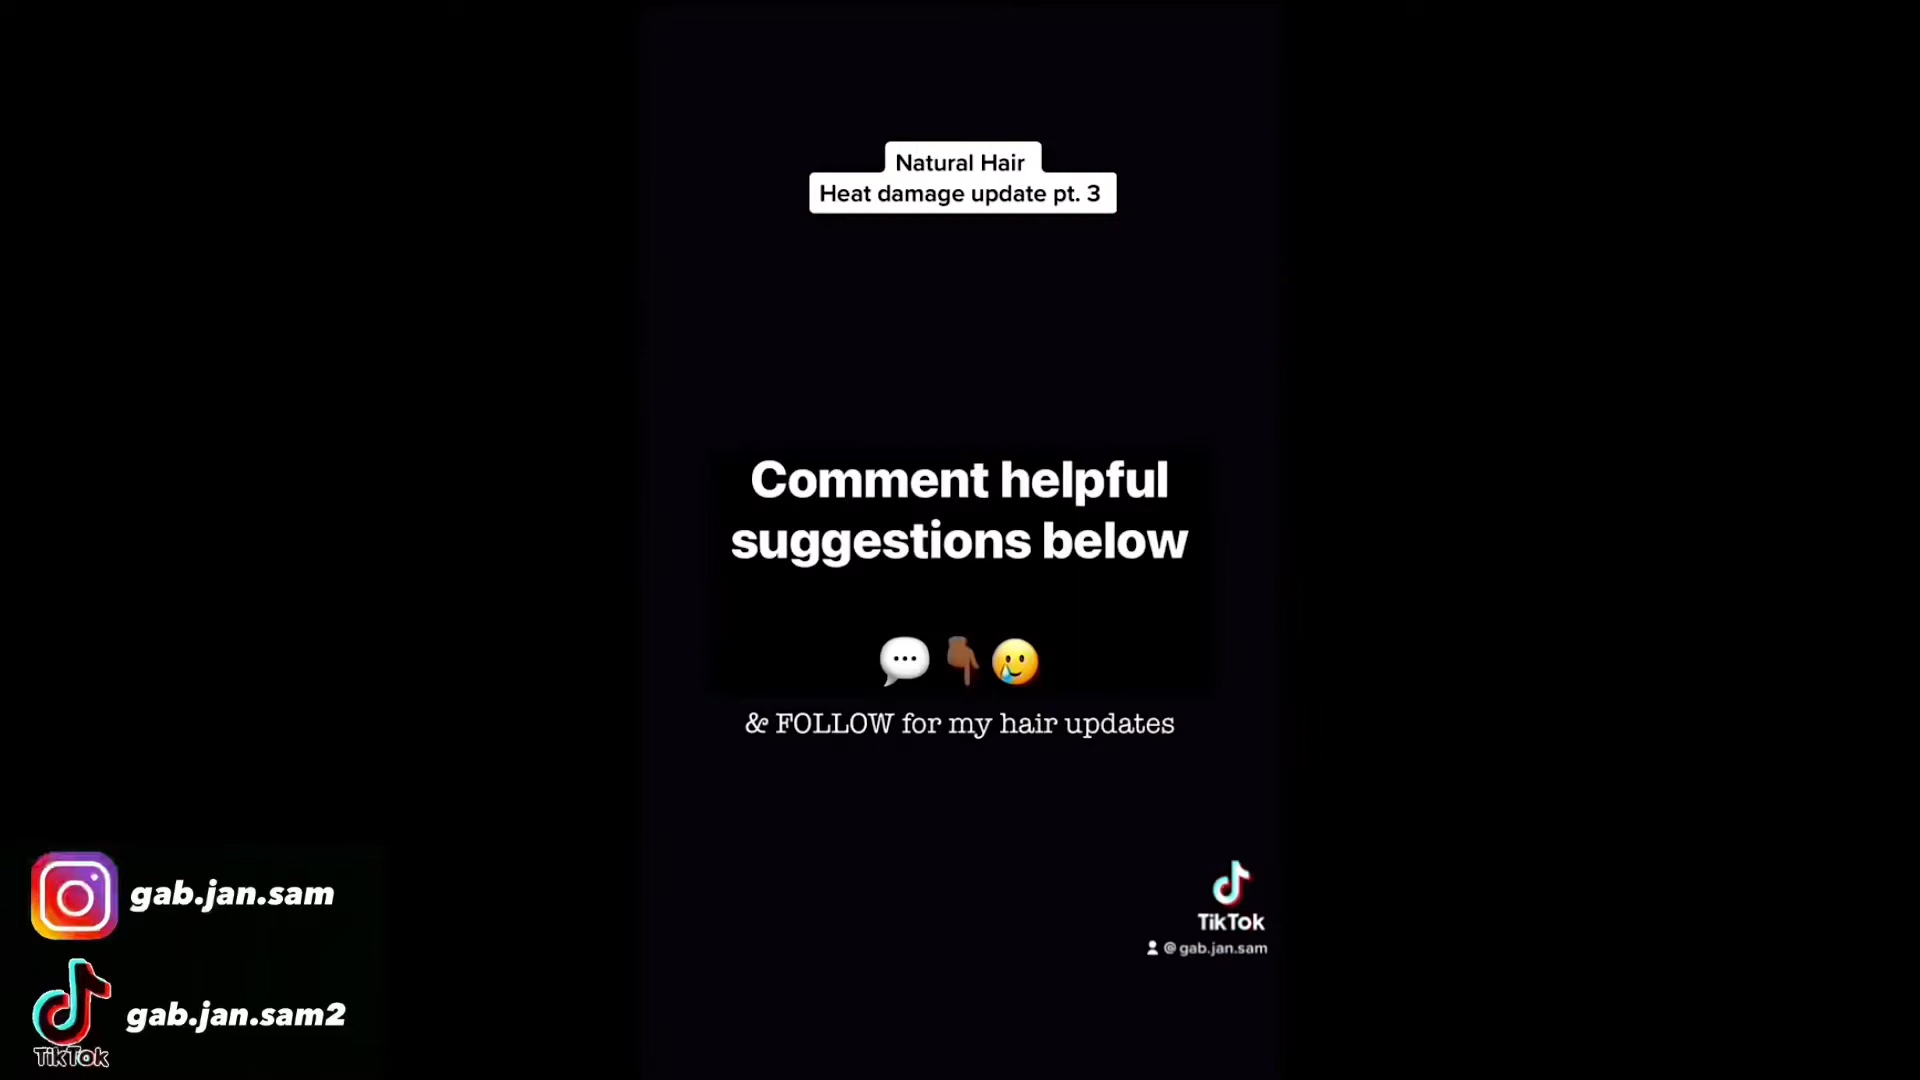 Natural Hair
Heat damage update pt. 3
Comment helpful
suggestions below
& FOLLOW for my hair updates
TikTok
@gab.jan.sam
gab.jan.sam
gab.jan.sam2
TikTok